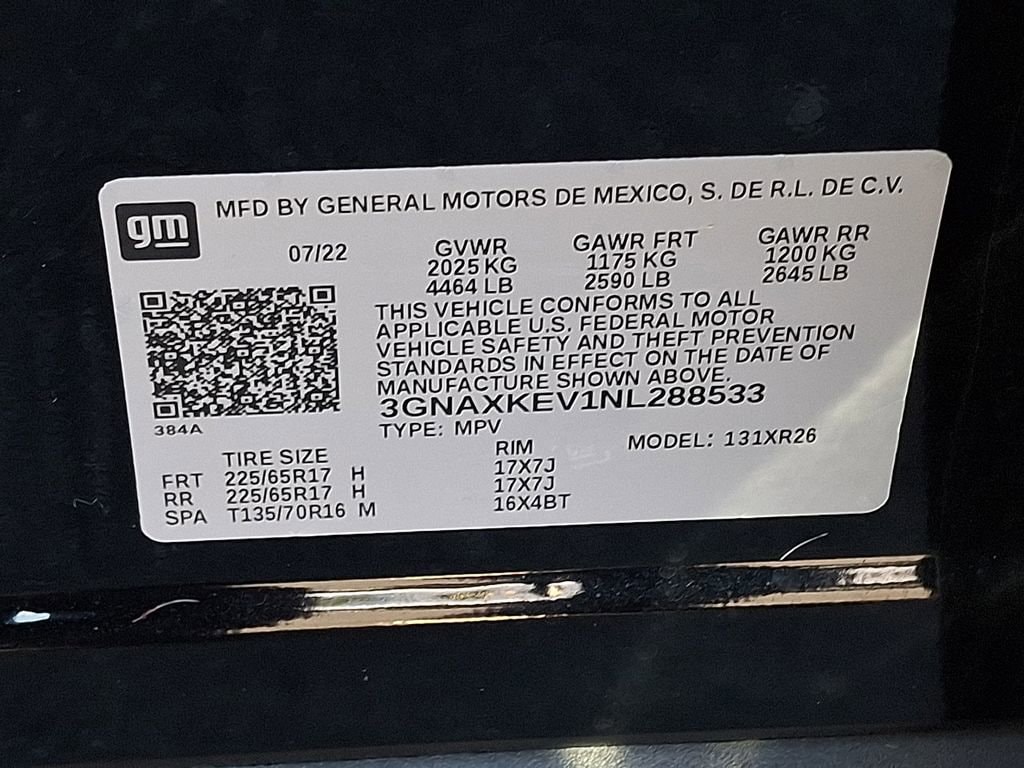 gm
MFD BY GENERAL MOTORS DE MEXICO, S. DE R.L. DE C.V.
07/22 GVWR GAWR FRT GAWR RR
2025 KG 1175 KG 1200 KG
4464 LB 2590 LB 2645 LB
THIS VEHICLE CONFORMS TO ALL
APPLICABLE U.S. FEDERAL MOTOR
VEHICLE SAFETY AND THEFT PREVENTION
STANDARDS IN EFFECT ON THE DATE OF
MANUFACTURE SHOWN ABOVE.
3GNAXKEV1NL288533
384A
TYPE: MPV MODEL: 131XR26
TIRE SIZE RIM
FRT 225/65R17 H 17X7J
RR 225/65R17 H 17X7J
SPA T135/70R16 M 16X4BT